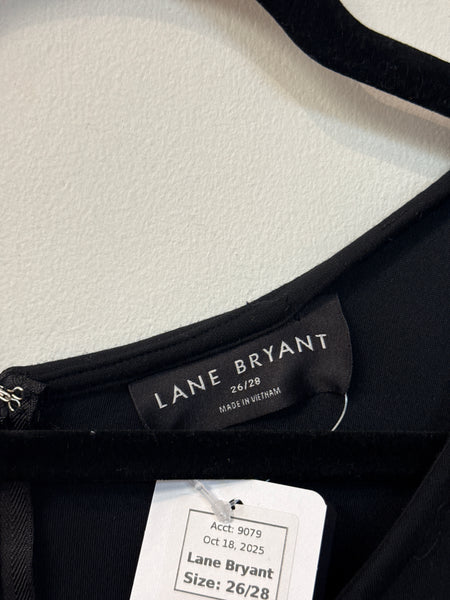 LANE BRYANT
26/28
MADE IN VIETNAM
Acct: 9079
Oct 18, 2025
Lane Bryant
Size: 26/28